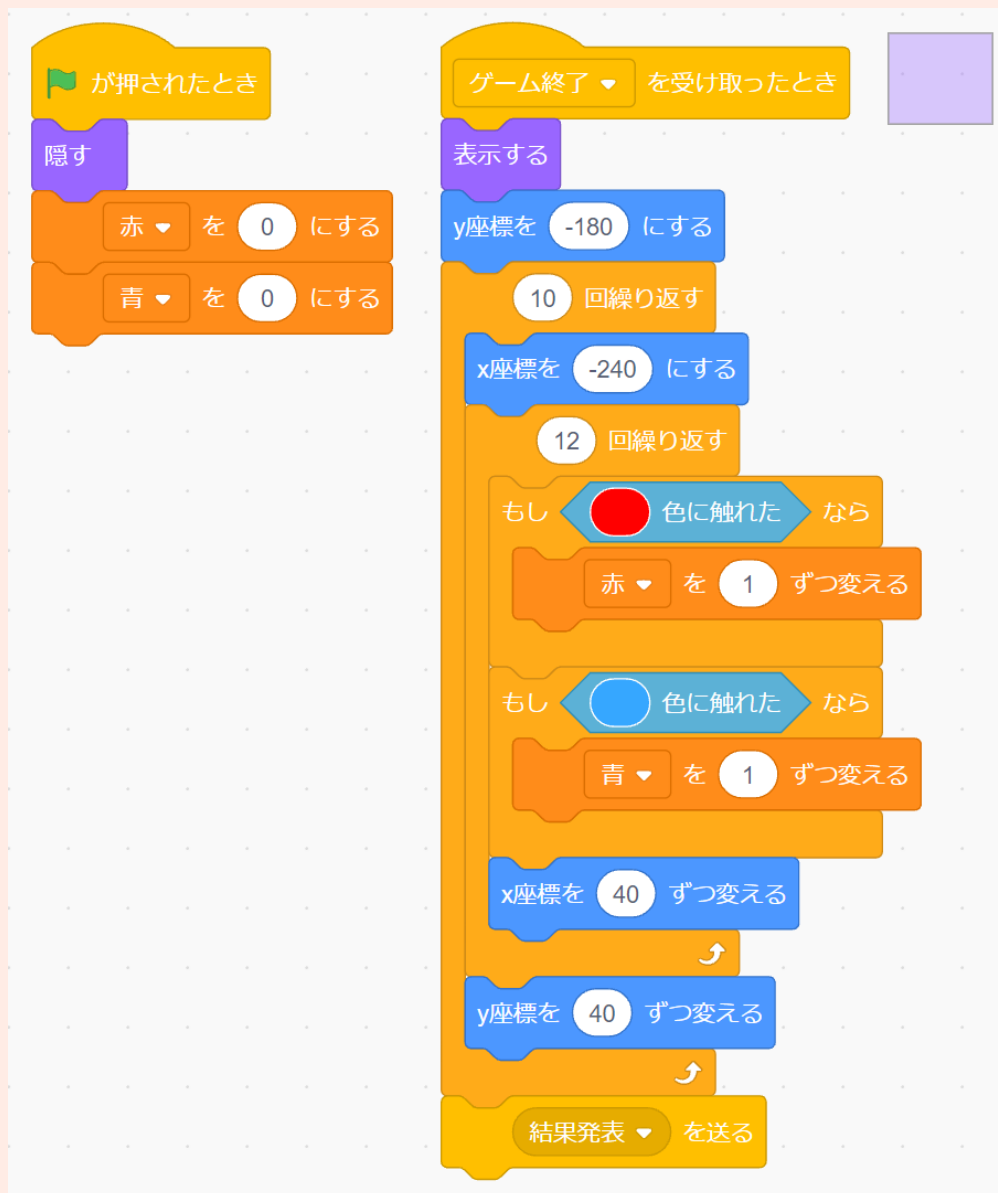 が押されたとき
隠す
赤 を 0 にする
青 を 0 にする
ゲーム終了 を受け取ったとき
表示する
y座標を -180 にする
10 回繰り返す
x座標を -240 にする
12 回繰り返す
もし 色に触れた なら
赤 を 1 ずつ変える
もし 色に触れた なら
青 を 1 ずつ変える
x座標を 40 ずつ変える
y座標を 40 ずつ変える
結果発表 を送る